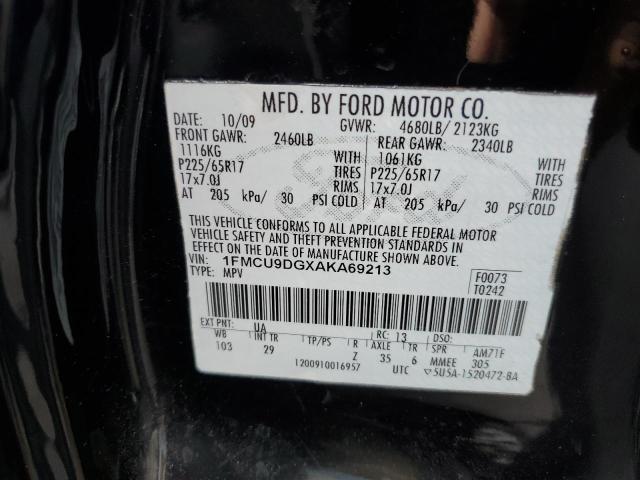 MFD. BY FORD MOTOR CO.
DATE: 10/09 GVWR: 4680LB/ 2123KG
FRONT GAWR: 2460LB REAR GAWR: 2340LB
1116KG WITH 1061KG WITH
P225/65R17 TIRES P225/65R17 TIRES
17x7.0J RIMS 17x7.0J RIMS
AT 205 kPa/ 30 PSI COLD AT 205 kPa/ 30 PSI COLD
THIS VEHICLE CONFORMS TO ALL APPLICABLE FEDERAL MOTOR
VEHICLE SAFETY AND THEFT PREVENTION STANDARDS IN
EFFECT ON THE DATE OF MANUFACTURE SHOWN ABOVE.
VIN: 1FMCU9DGXAKA69213
TYPE: MPV
F0073
T0242
EXT PNT: UA RC: 13 DSO:
WB INT TR TP/PS R AXLE TR SPR AM71F
103 29 Z 35 6 MMEE 305
1200910016957 UTC ▽5U5A-1520472-BA
Ford